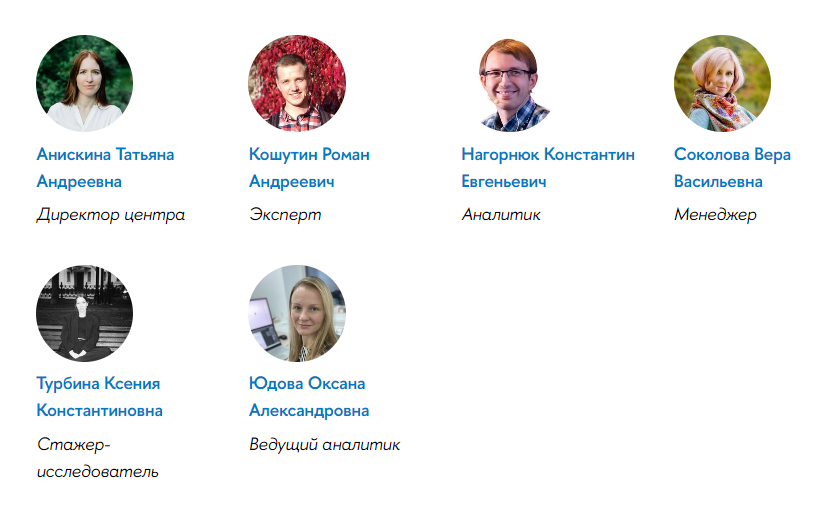 Анискина Татьяна
Андреевна
Директор центра
Кошутин Роман
Андреевич
Эксперт
Нагорнюк Константин
Евгеньевич
Аналитик
Соколова Вера
Васильевна
Менеджер
Турбина Ксения
Константиновна
Стажер-
исследователь
Юдова Оксана
Александровна
Ведущий аналитик